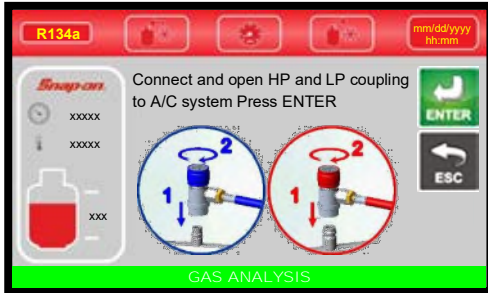 R134a
mm/dd/yyyy
hh:mm
Snap-on
xxxxx
xxxxx
xxx
Connect and open HP and LP coupling
to A/C system Press ENTER
1
2
1
2
ENTER
ESC
GAS ANALYSIS